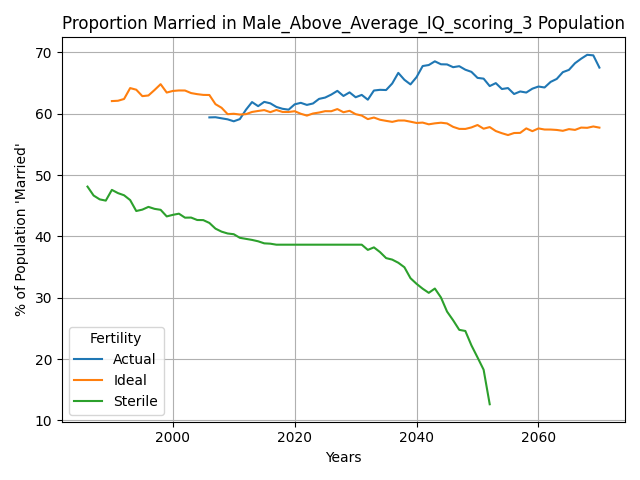 Proportion Married in Male_Above_Average_IQ_scoring_3 Population
% of Population 'Married'
70
60
50
40
30
20
10
Fertility
Actual
Ideal
Sterile
2000
2020
2040
2060
Years